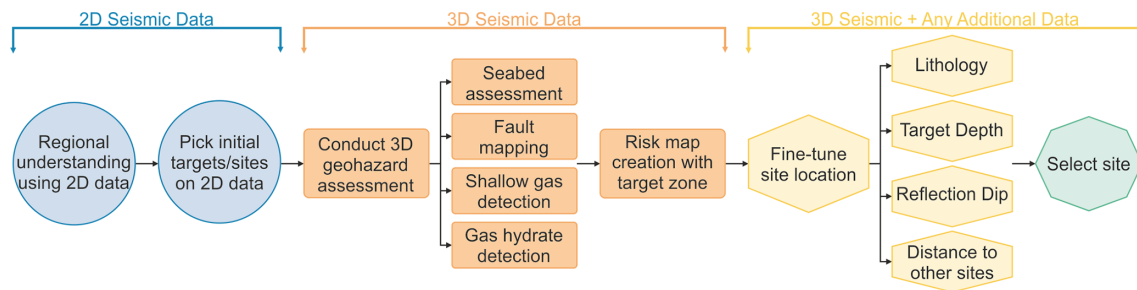 2D Seismic Data
3D Seismic Data
3D Seismic + Any Additional Data
Regional
understanding
using 2D data
Pick initial
targets/sites
on 2D data
Conduct 3D
geohazard
assessment
Seabed
assessment
Fault
mapping
Shallow gas
detection
Gas hydrate
detection
Risk map
creation with
target zone
Fine-tune
site location
Lithology
Target Depth
Reflection Dip
Distance to
other sites
Select site